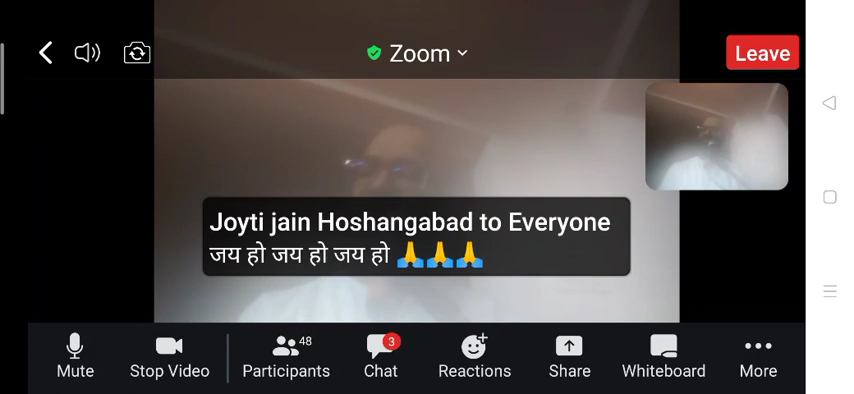 Zoom
Leave
Joyti jain Hoshangabad to Everyone
जय हो जय हो जय हो 🙏🙏🙏
48
3
Mute Stop Video Participants Chat Reactions Share Whiteboard More